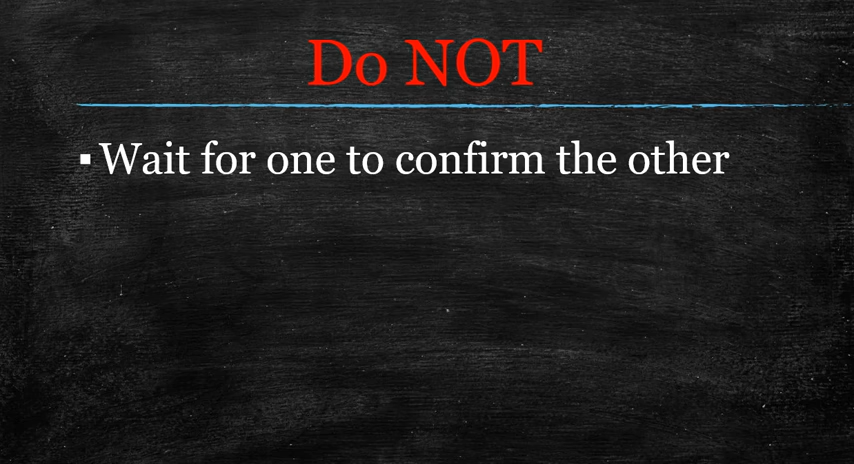 Do NOT
▪ Wait for one to confirm the other